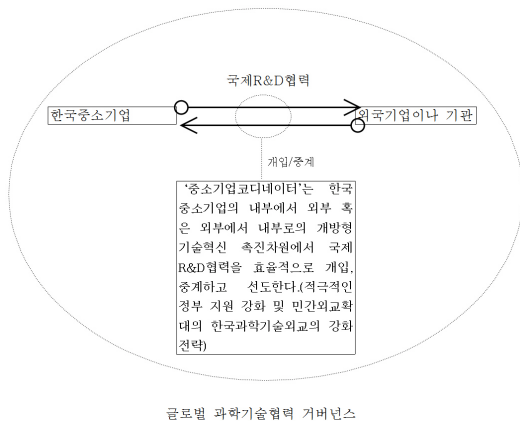 국제R&D협력
한국중소기업
외국기업이나 기관
개입/중계
'중소기업코디네이터'는 한국
중소기업의 내부에서 외부 혹
은 외부에서 내부로의 개방형
기술혁신 촉진차원에서 국제
R&D협력을 효율적으로 개입,
중계하고 선도한다.(적극적인
정부 지원 강화 및 민간외교확
대의 한국과학기술외교의 강화
전략)
글로벌 과학기술협력 거버넌스